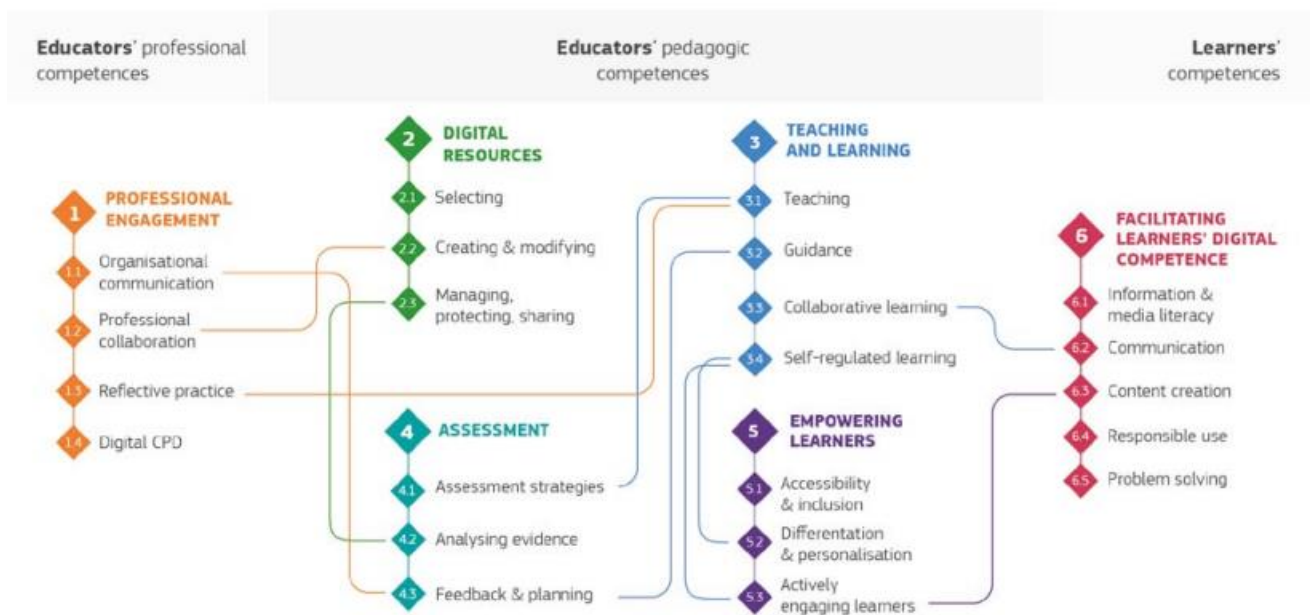 Educators' professional
competences
Educators' pedagogic
competences
Learners'
competences
1
PROFESSIONAL
ENGAGEMENT
1.1
Organisational
communication
1.2
Professional
collaboration
1.3
Reflective practice
1.4
Digital CPD
2
DIGITAL
RESOURCES
2.1
Selecting
2.2
Creating & modifying
2.3
Managing,
protecting, sharing
4
ASSESSMENT
4.1
Assessment strategies
4.2
Analysing evidence
4.3
Feedback & planning
3
TEACHING
AND LEARNING
3.1
Teaching
3.2
Guidance
3.3
Collaborative learning
3.4
Self-regulated learning
5
EMPOWERING
LEARNERS
5.1
Accessibility
& inclusion
5.2
Differentation
& personalisation
5.3
Actively
engaging learners
6
FACILITATING
LEARNERS' DIGITAL
COMPETENCE
6.1
Information &
media literacy
6.2
Communication
6.3
Content creation
6.4
Responsible use
6.5
Problem solving